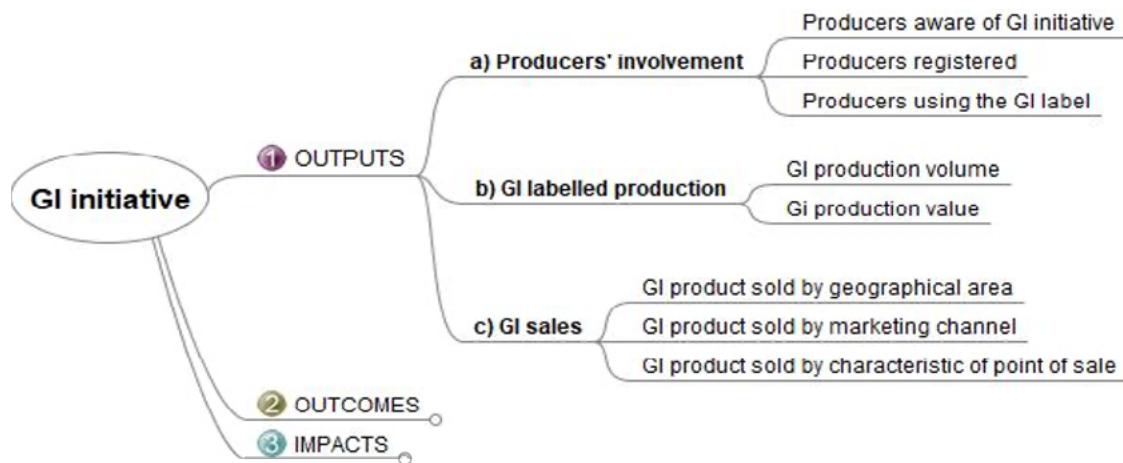 GI initiative
1 OUTPUTS
a) Producers' involvement
Producers aware of GI initiative
Producers registered
Producers using the GI label
b) GI labelled production
GI production volume
Gi production value
c) GI sales
GI product sold by geographical area
GI product sold by marketing channel
GI product sold by characteristic of point of sale
2 OUTCOMES
3 IMPACTS